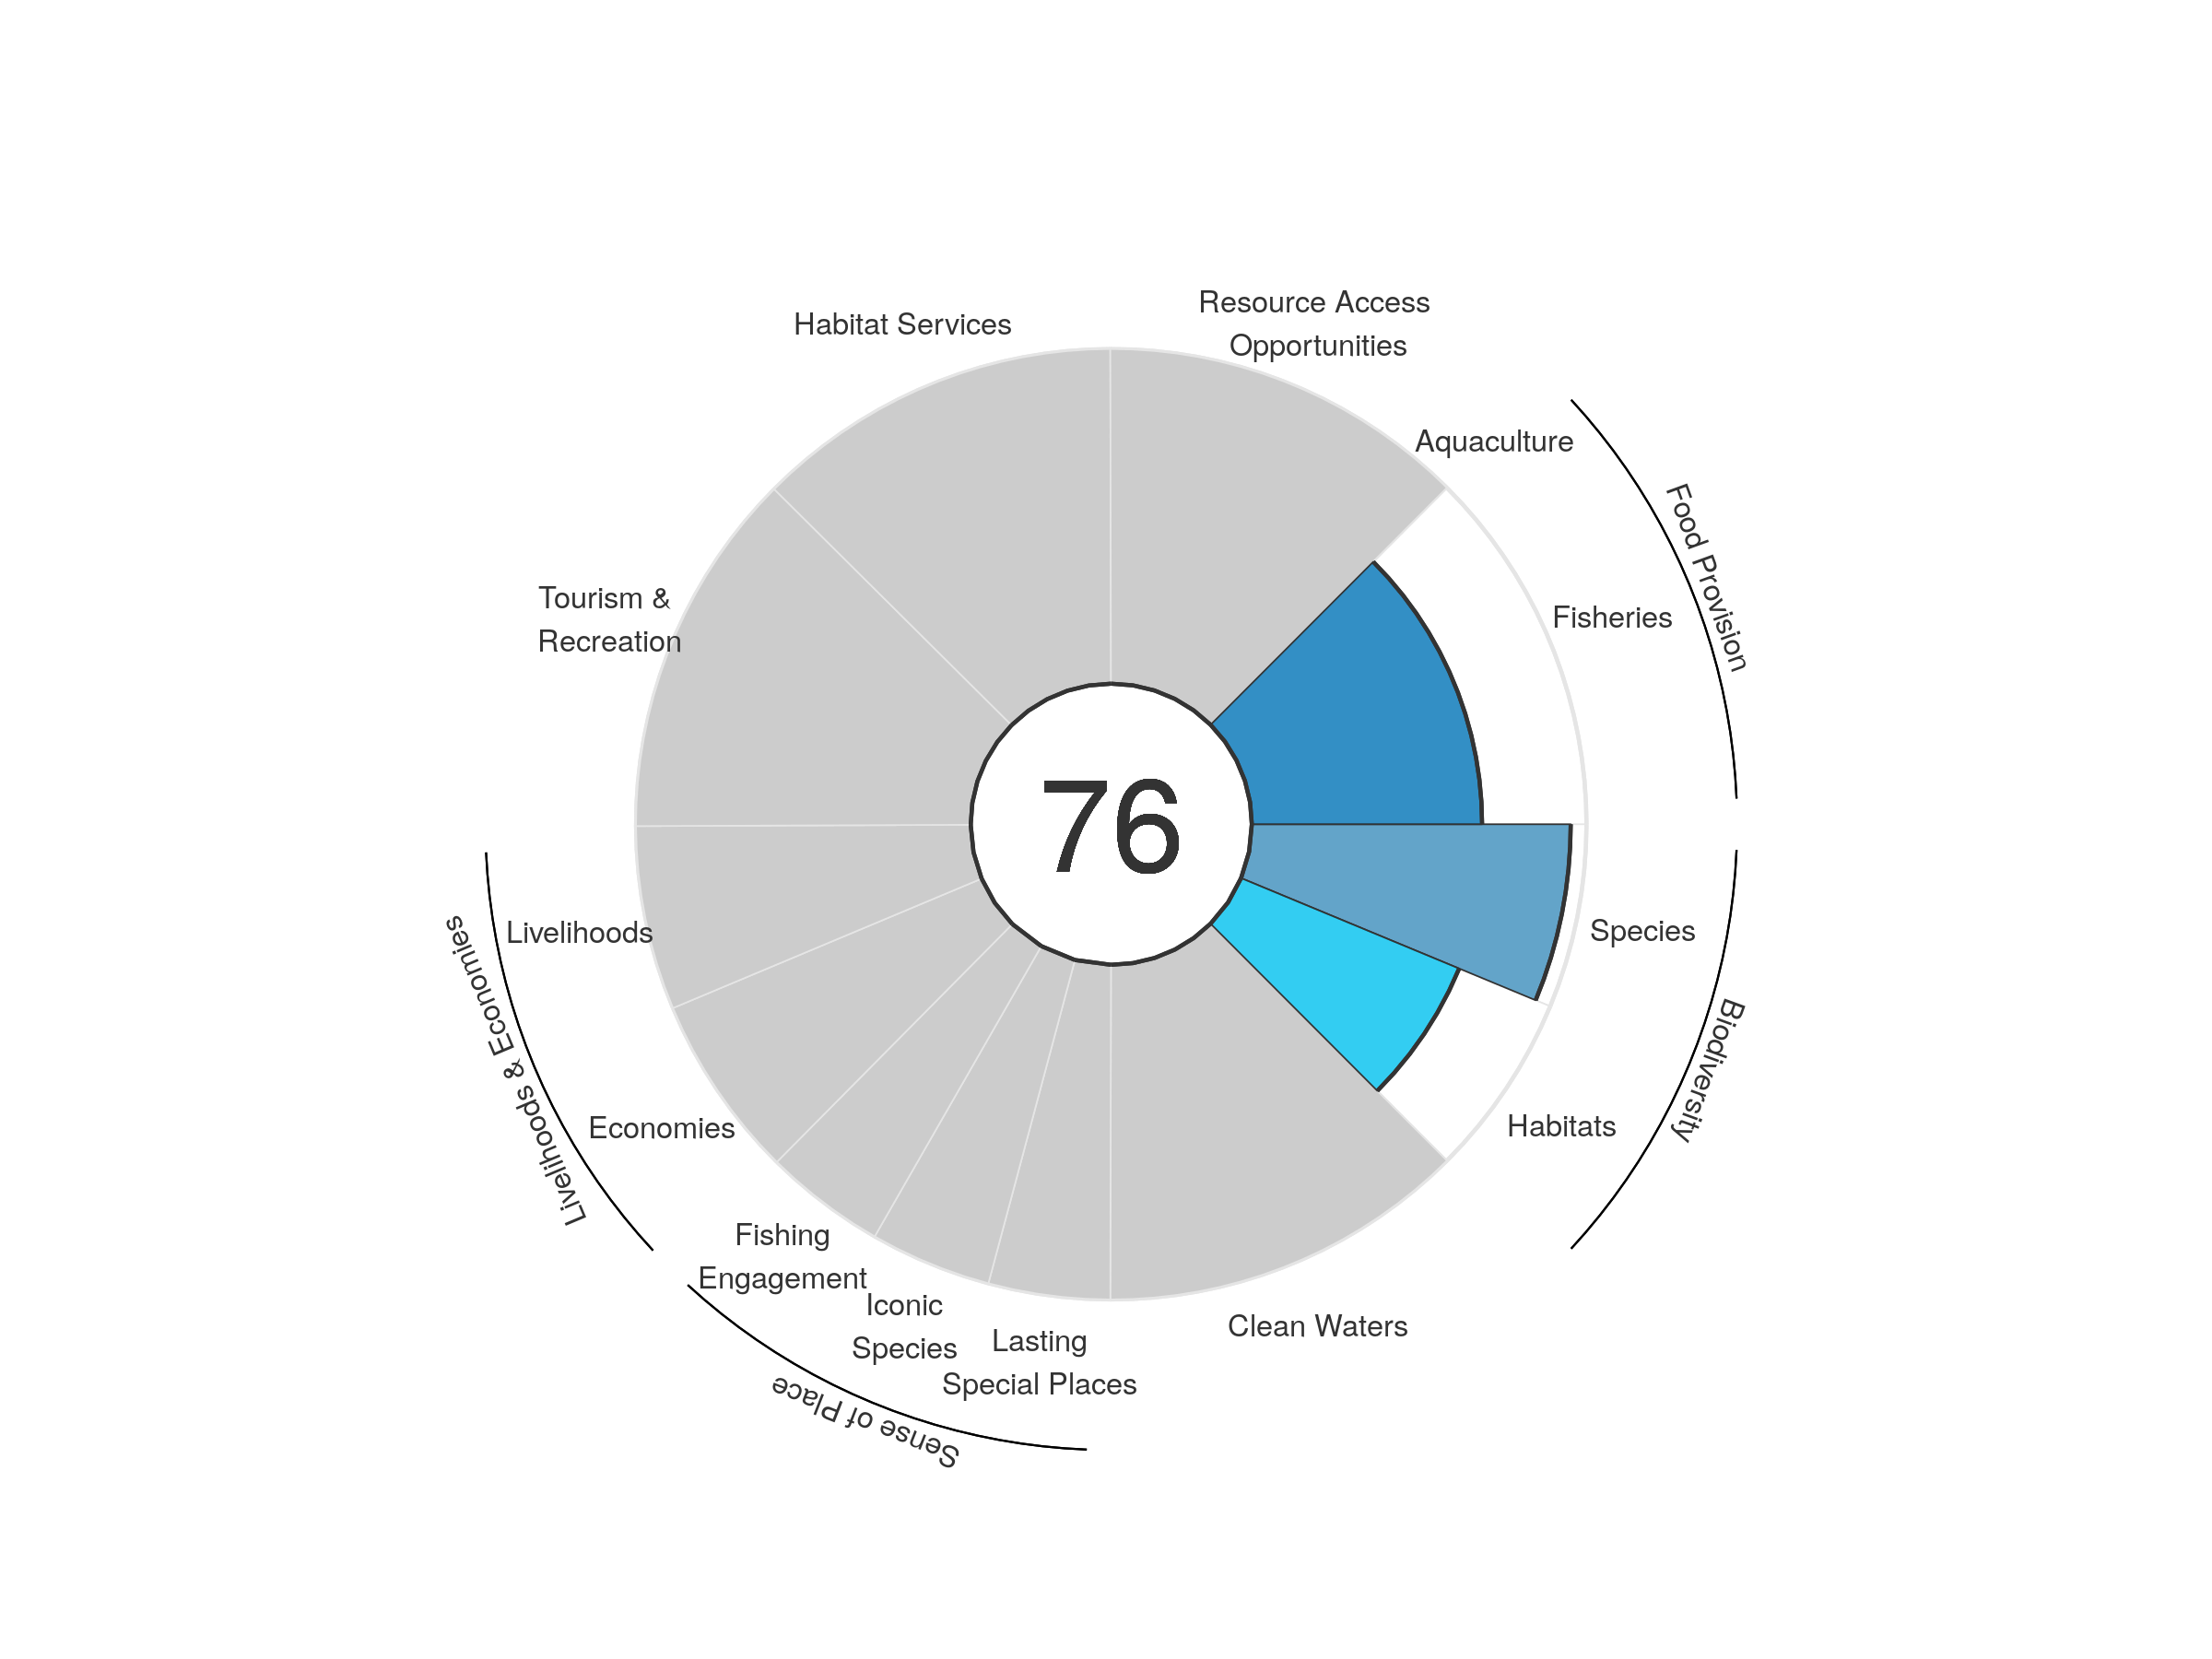 Resource Access
Opportunities
Habitat Services
Aquaculture
Food Provision
Fisheries
Tourism &
Recreation
76
Species
Livelihoods
Livelihoods & Economies
Biodiversity
Habitats
Economies
Fishing
Engagement
Iconic
Species
Lasting
Special Places
Clean Waters
Sense of Place